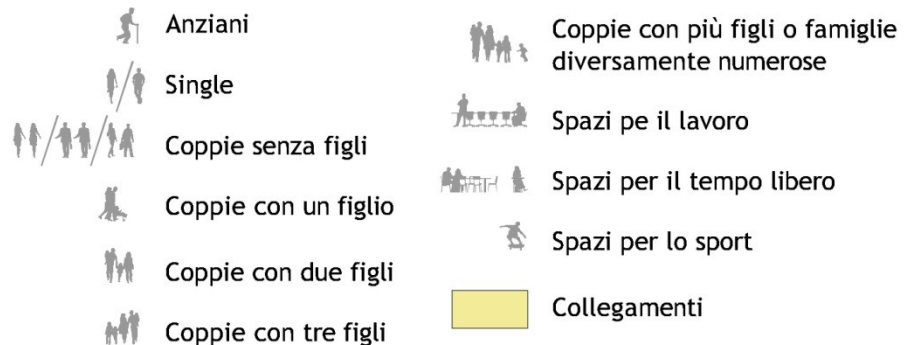 Anziani
Single
Coppie senza figli
Coppie con un figlio
Coppie con due figli
Coppie con tre figli
Coppie con più figli o famiglie
diversamente numerose
Spazi pe il lavoro
Spazi per il tempo libero
Spazi per lo sport
Collegamenti